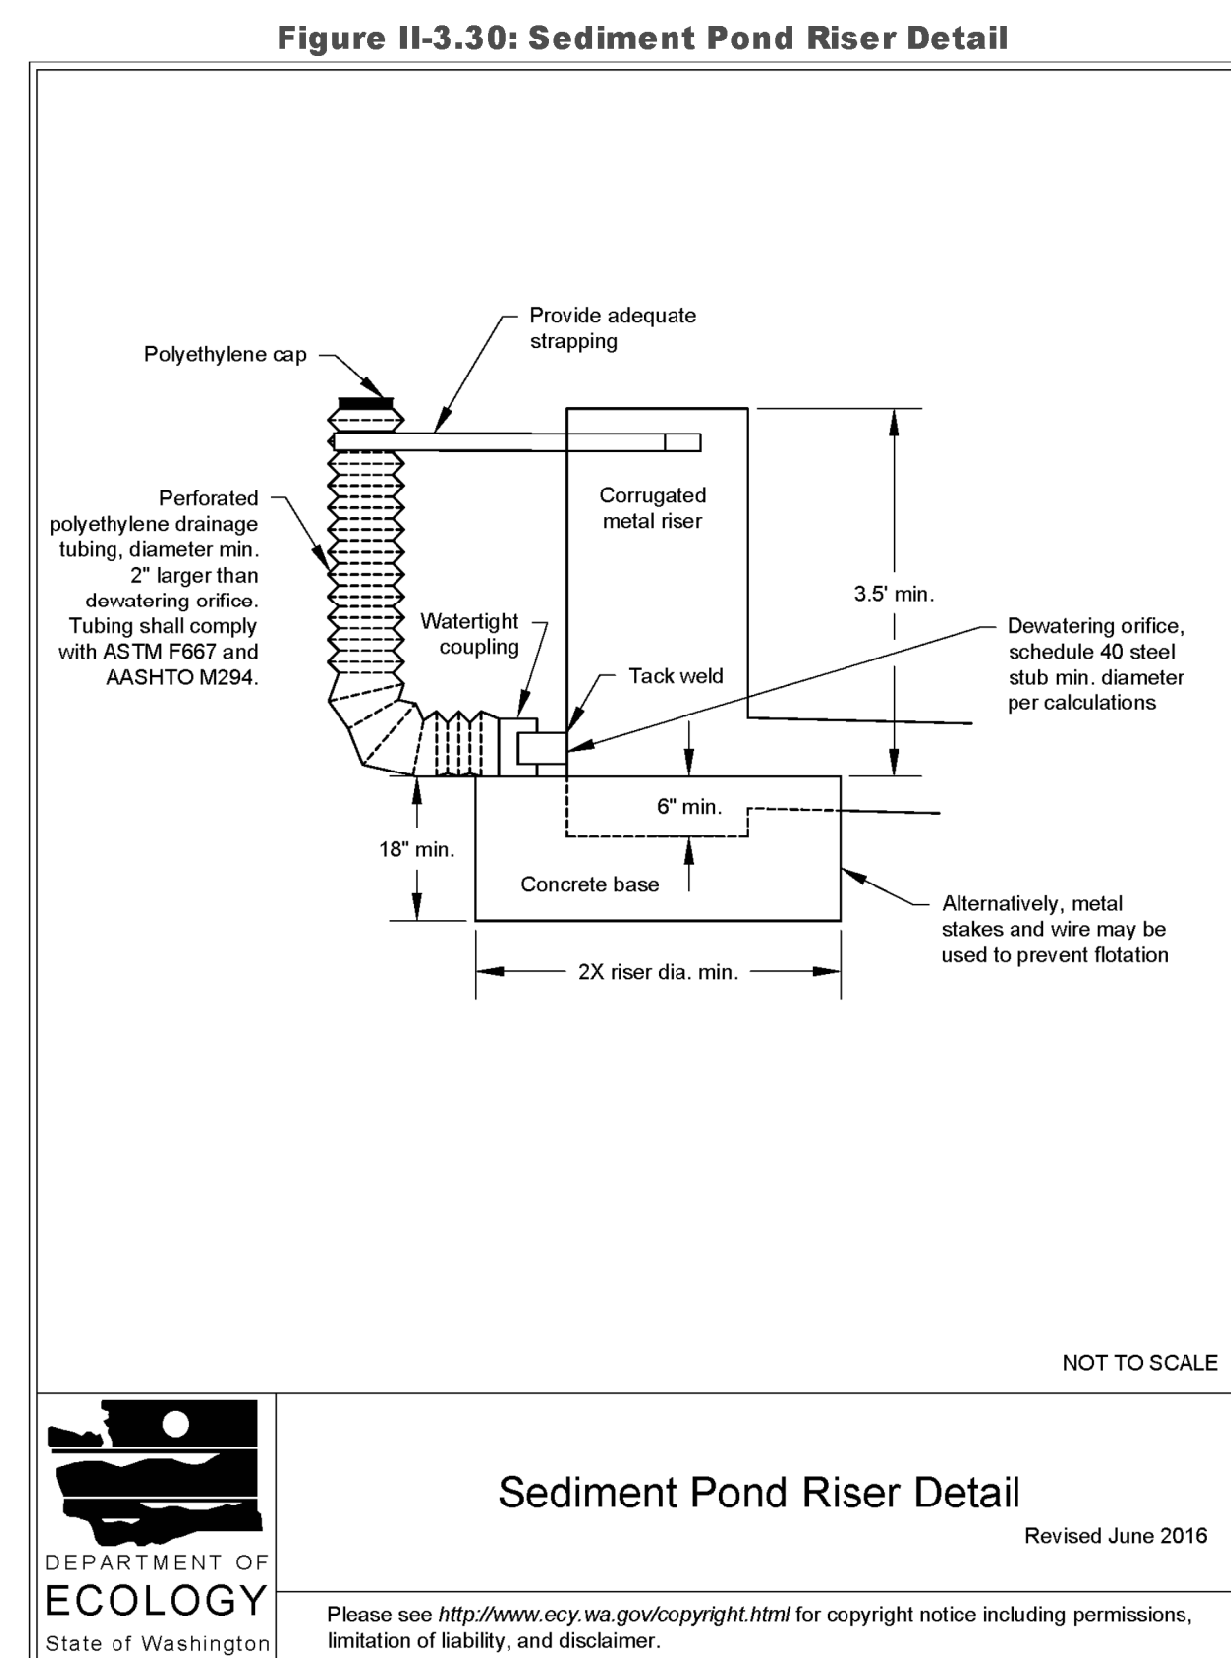 Figure II-3.30: Sediment Pond Riser Detail
Provide adequate
strapping
Polyethylene cap
Perforated
polyethylene drainage
tubing, diameter min.
2" larger than
dewatering orifice.
Tubing shall comply
with ASTM F667 and
AASHTO M294.
Corrugated
metal riser
3.5' min.
Watertight
coupling
Tack weld
Dewatering orifice,
schedule 40 steel
stub min. diameter
per calculations
6" min.
18" min.
Concrete base
Alternatively, metal
stakes and wire may be
used to prevent flotation
2X riser dia. min.
NOT TO SCALE
DEPARTMENT OF
ECOLOGY
State of Washington
Sediment Pond Riser Detail
Revised June 2016
Please see http://www.ecy.wa.gov/copyright.html for copyright notice including permissions,
limitation of liability, and disclaimer.